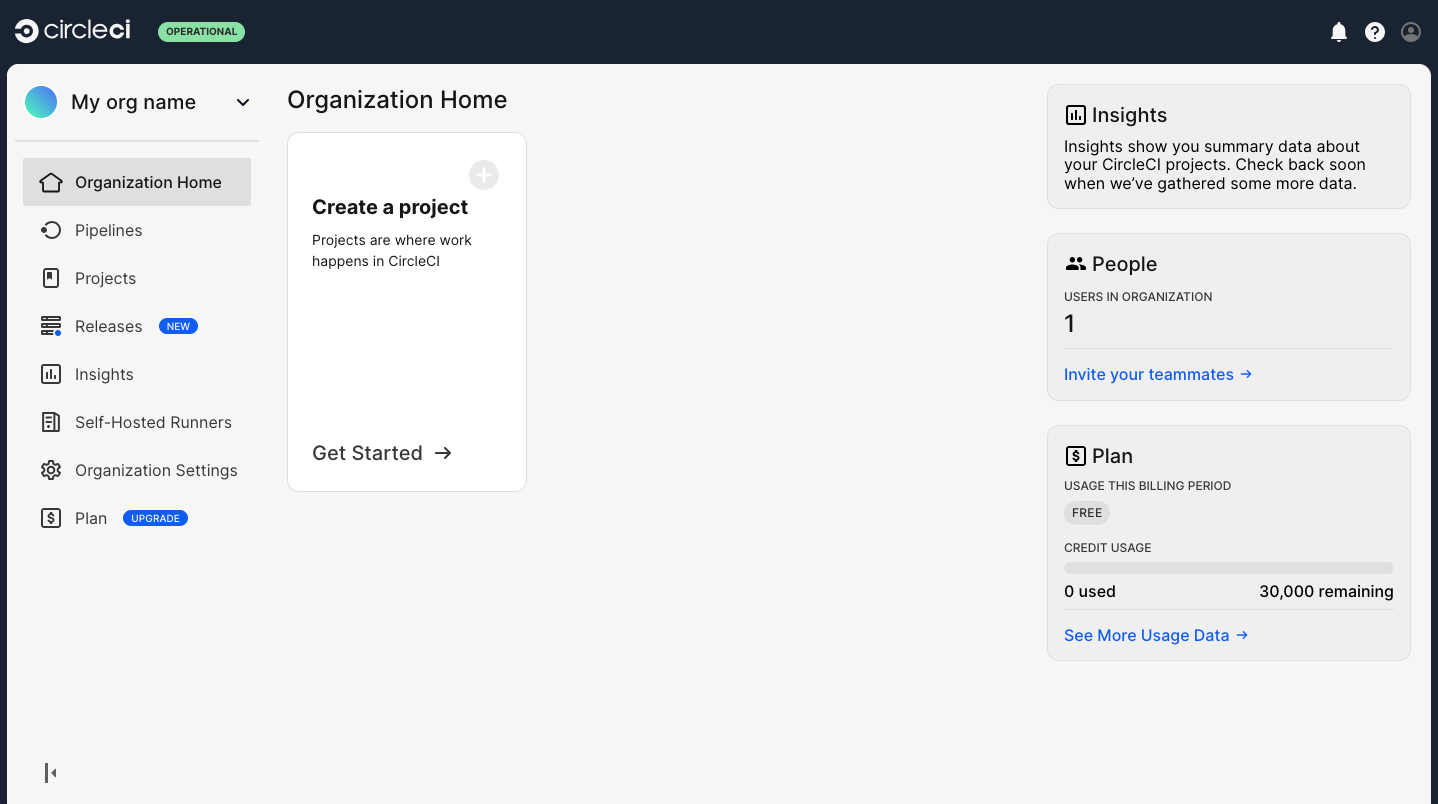 circleci
OPERATIONAL
My org name
Organization Home
Pipelines
Projects
Releases NEW
Insights
Self-Hosted Runners
Organization Settings
Plan UPGRADE
Organization Home
Create a project
Projects are where work
happens in CircleCI
Get Started →
Insights
Insights show you summary data about
your CircleCI projects. Check back soon
when we’ve gathered some more data.
People
USERS IN ORGANIZATION
1
Invite your teammates →
Plan
USAGE THIS BILLING PERIOD
FREE
CREDIT USAGE
0 used 30,000 remaining
See More Usage Data →